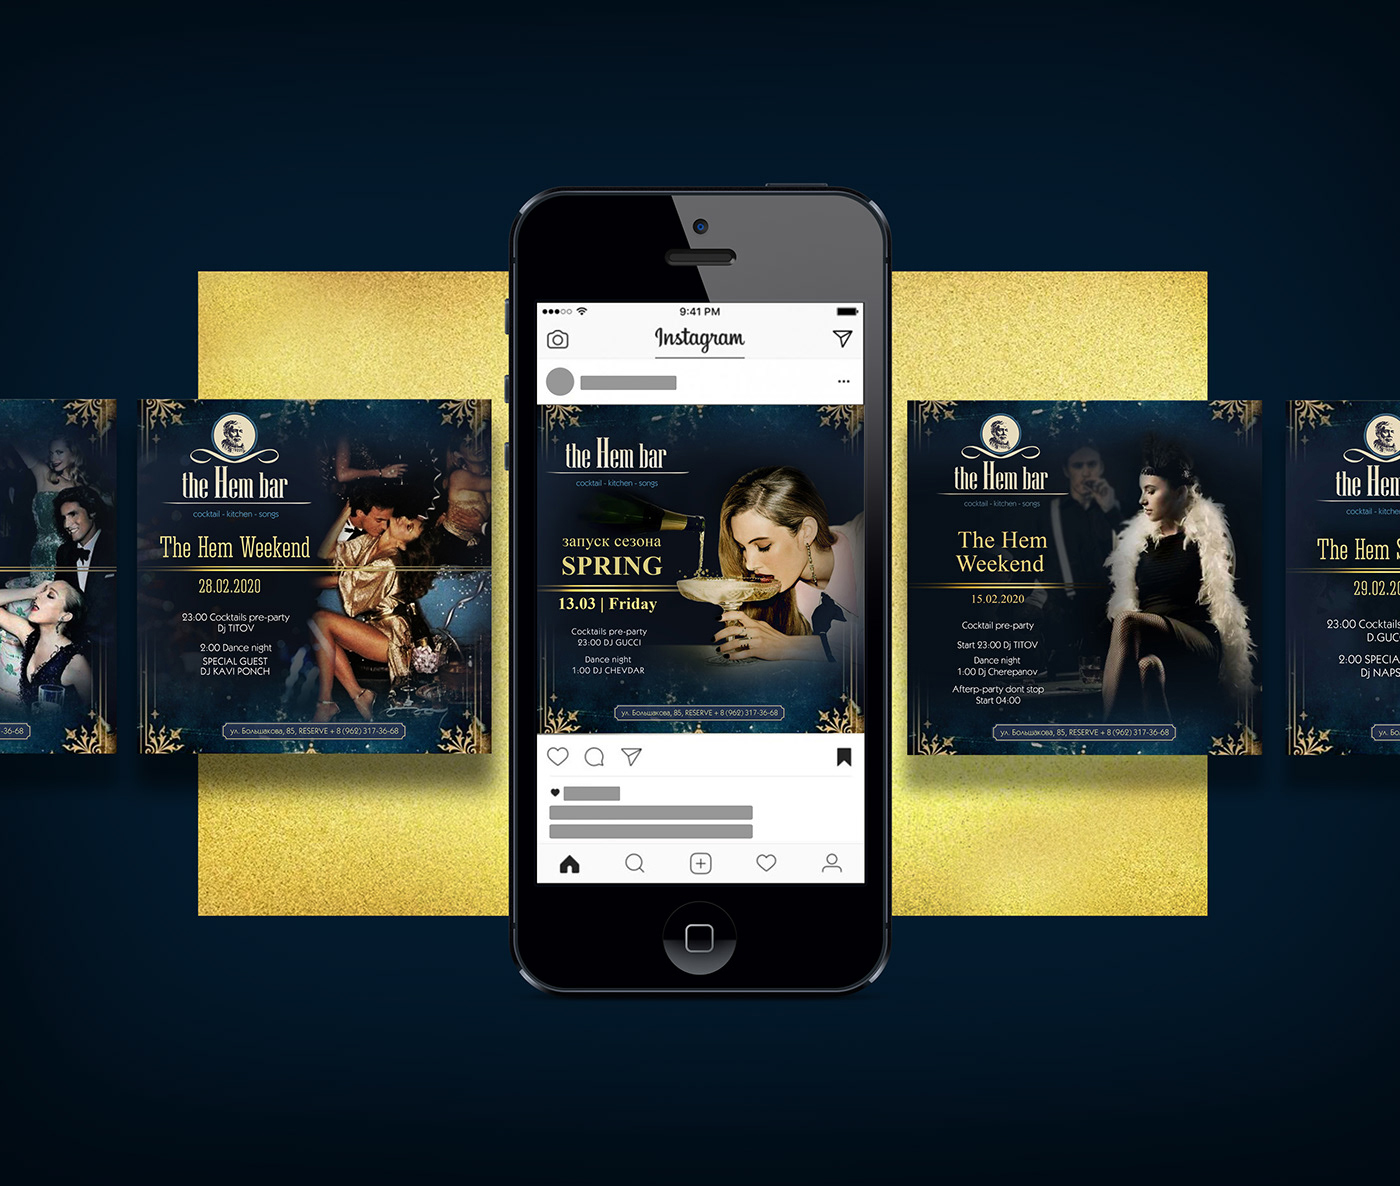 -36-68
the Hem bar
cocktail - kitchen - songs
The Hem Weekend
28.02.2020
23:00 Cocktails pre-party
Dj TITOV
2:00 Dance night
SPECIAL GUEST
DJ KAVI PONCH
ул. Большакова, 85, RESERVE + 8 (962) 317-36-68
9:41 PM
Instagram
the Hem bar
cocktail - kitchen - songs
запуск сезона
SPRING
13.03 | Friday
Cocktails pre-party
23:00 DJ GUCCI
Dance night
1:00 DJ CHEVDAR
ул. Большакова, 85, RESERVE + 8 (962) 317-36-68
the Hem bar
cocktail - kitchen - songs
The Hem
Weekend
15.02.2020
Cocktail pre-party
Start 23:00 Dj TITOV
Dance night
1:00 Dj Cherepanov
Afterp-party dont stop
Start 04:00
ул. Большакова, 85, RESERVE + 8 (962) 317-36-68
the Hem
cocktail - kitche
The Hem S
29.02.20
23:00 Cocktails
D.GUC
2:00 SPECIA
Dj NAPS
ул. Бол